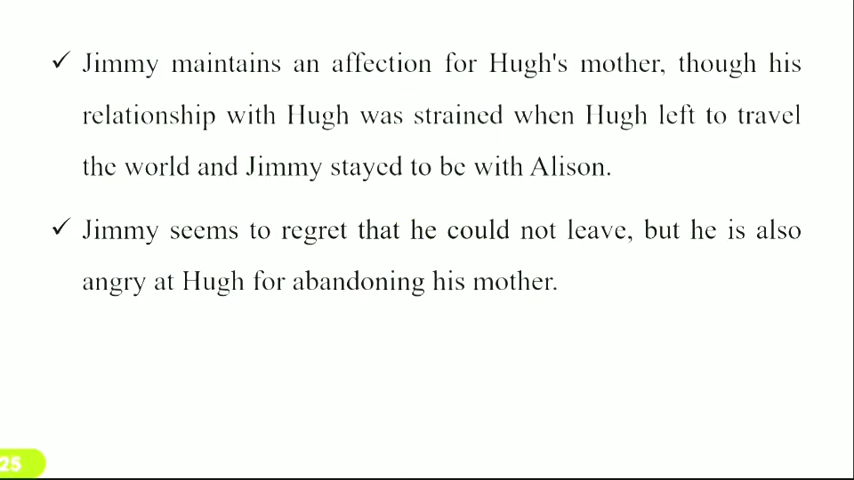 ✓ Jimmy maintains an affection for Hugh's mother, though his
relationship with Hugh was strained when Hugh left to travel
the world and Jimmy stayed to be with Alison.
✓ Jimmy seems to regret that he could not leave, but he is also
angry at Hugh for abandoning his mother.
25